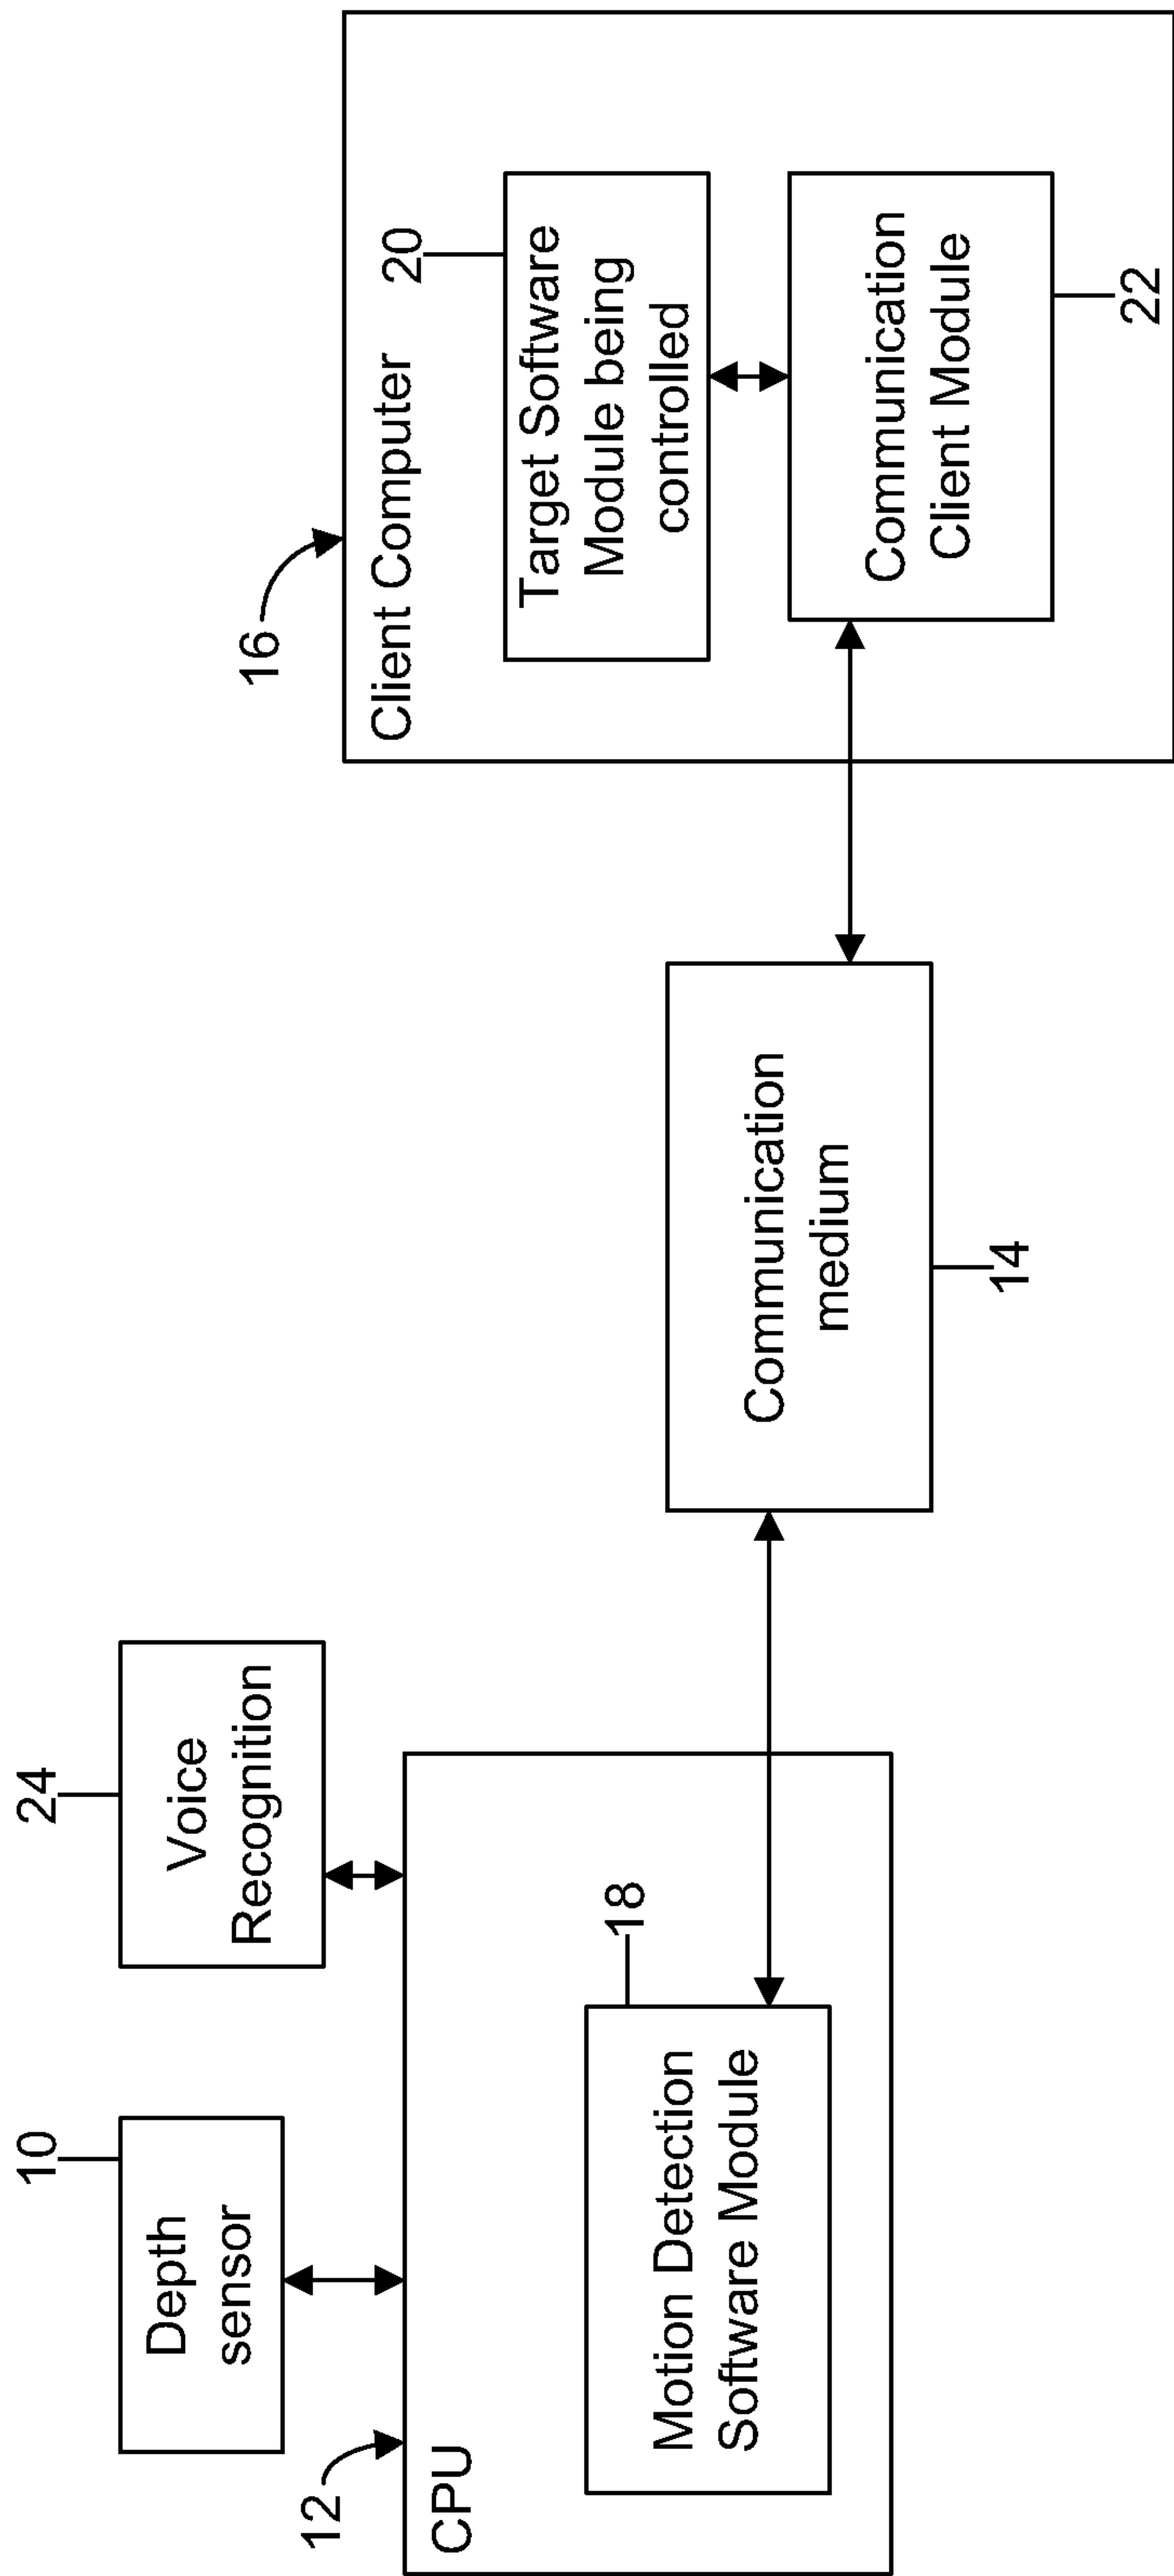 10
Depth
sensor
24
Voice
Recognition
12
CPU
18
Motion Detection
Software Module
Communication
medium
14
16
Client Computer
20
Target Software
Module being
controlled
Communication
Client Module
22